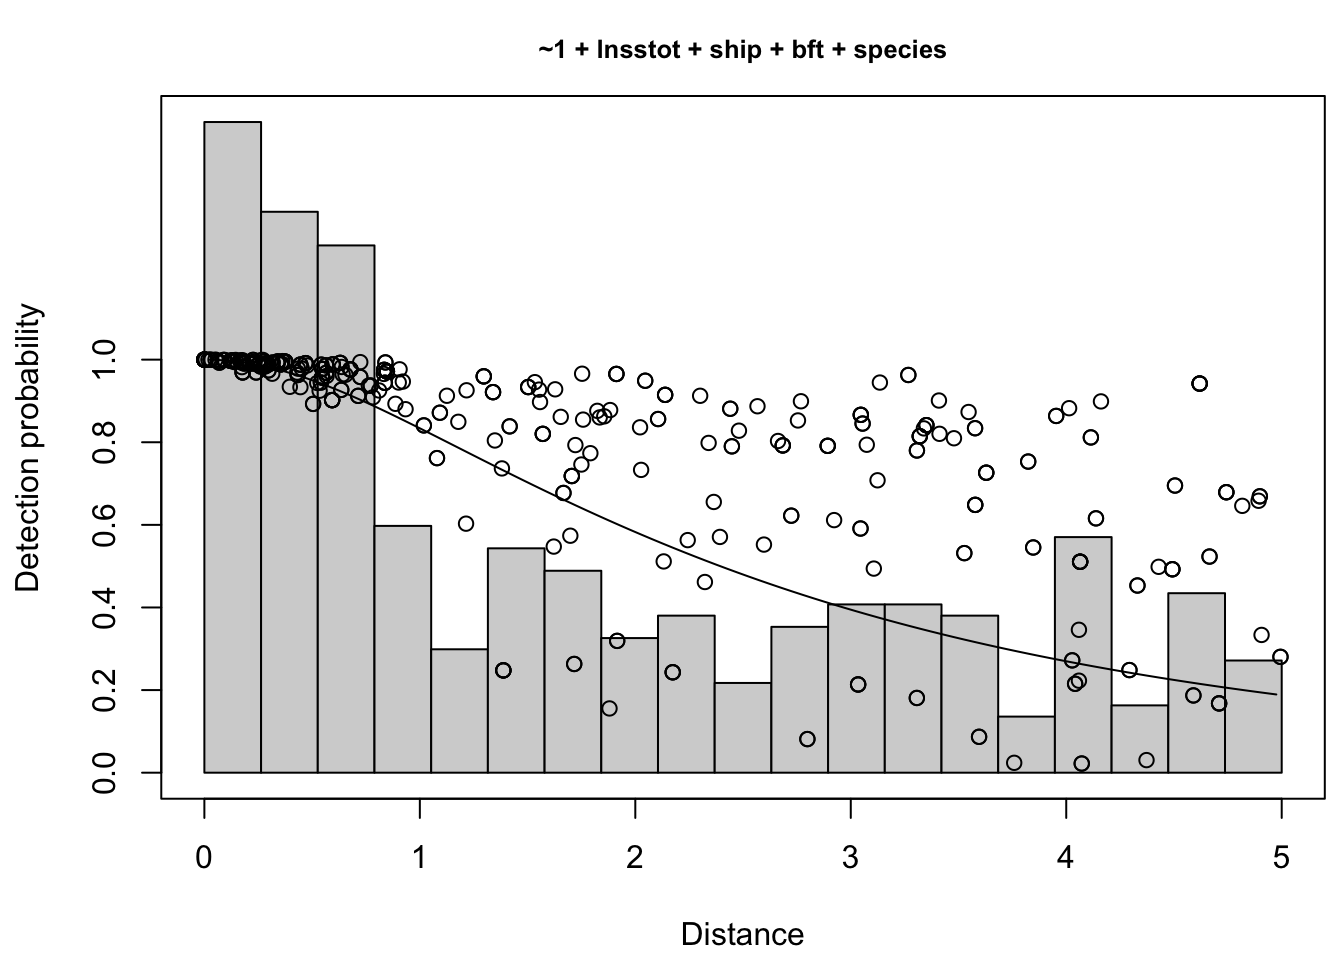 ~1 + lnsstot + ship + bft + species
Detection probability
1.0
0.8
0.6
0.4
0.2
0.0
0 1 2 3 4 5
Distance